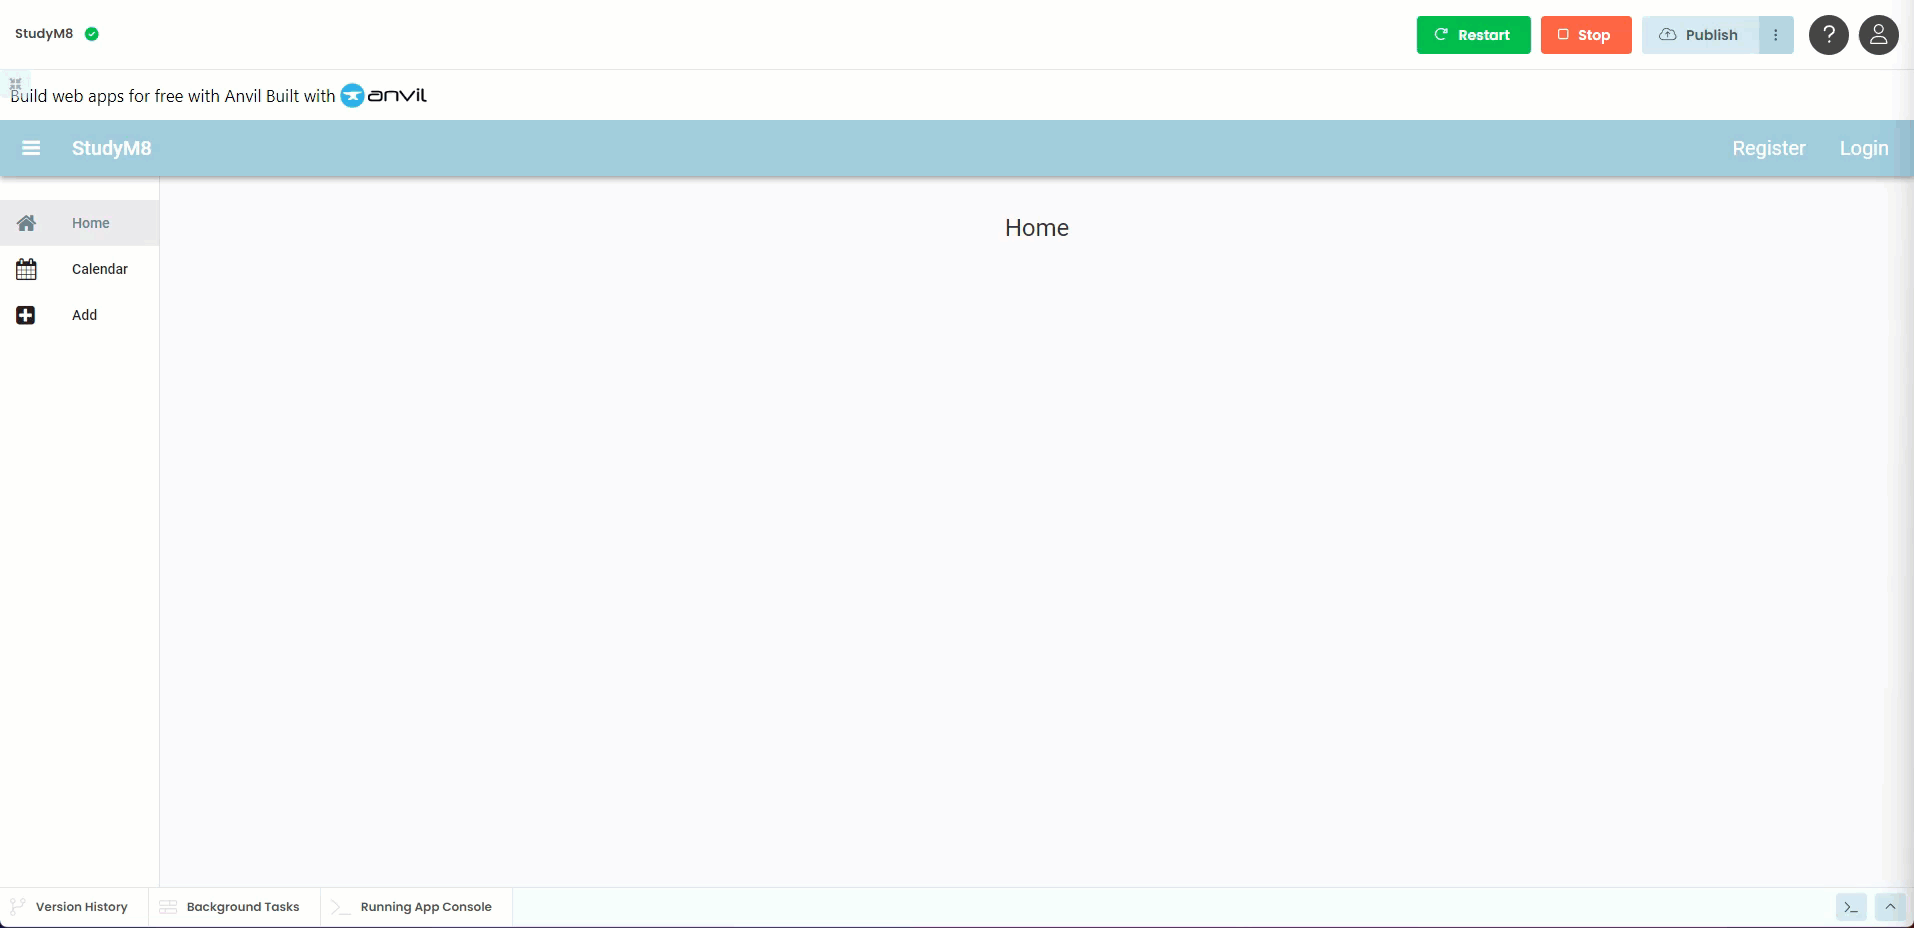 StudyM8
Restart
Stop
Publish
?
Build web apps for free with Anvil Built with anvil
StudyM8
Register
Login
Home
Calendar
Add
Home
Version History
Background Tasks
Running App Console